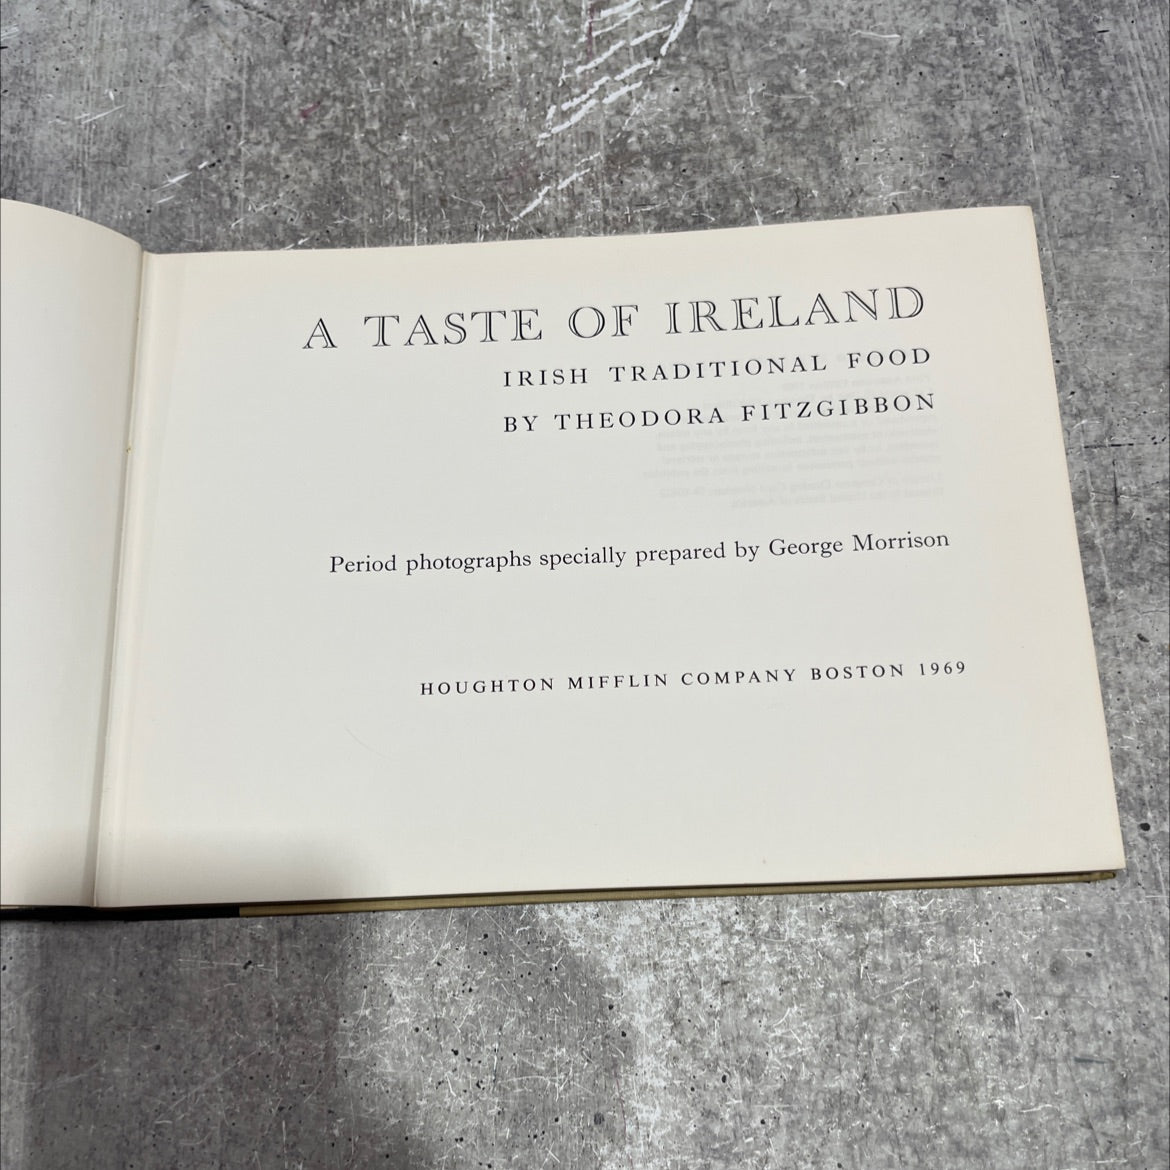 A TASTE OF IRELAND
IRISH TRADITIONAL FOOD
BY THEODORA FITZGIBBON
Period photographs specially prepared by George Morrison
HOUGHTON MIFFLIN COMPANY BOSTON 1969